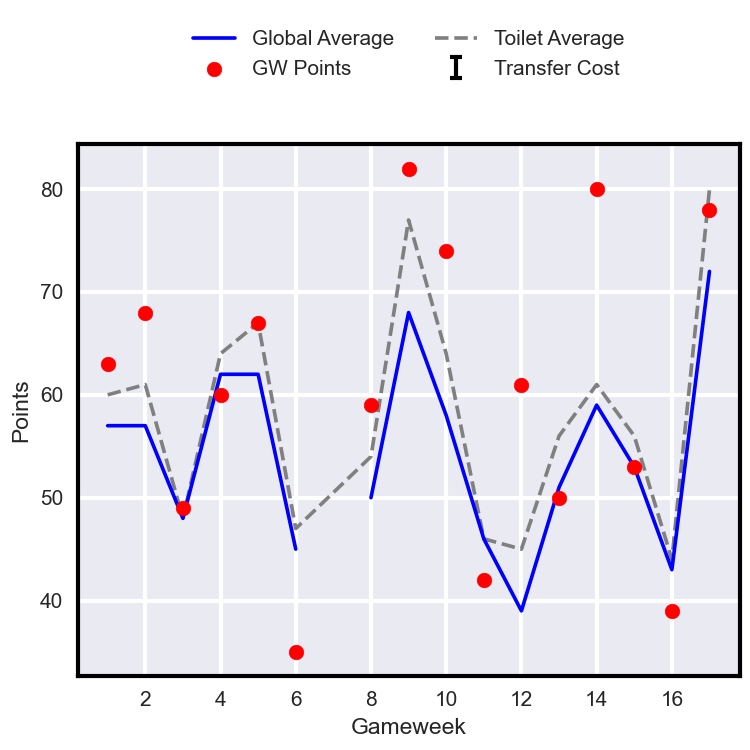 Global Average
Toilet Average
GW Points
Transfer Cost
80
70
60
50
40
Points
2 4 6 8 10 12 14 16
Gameweek